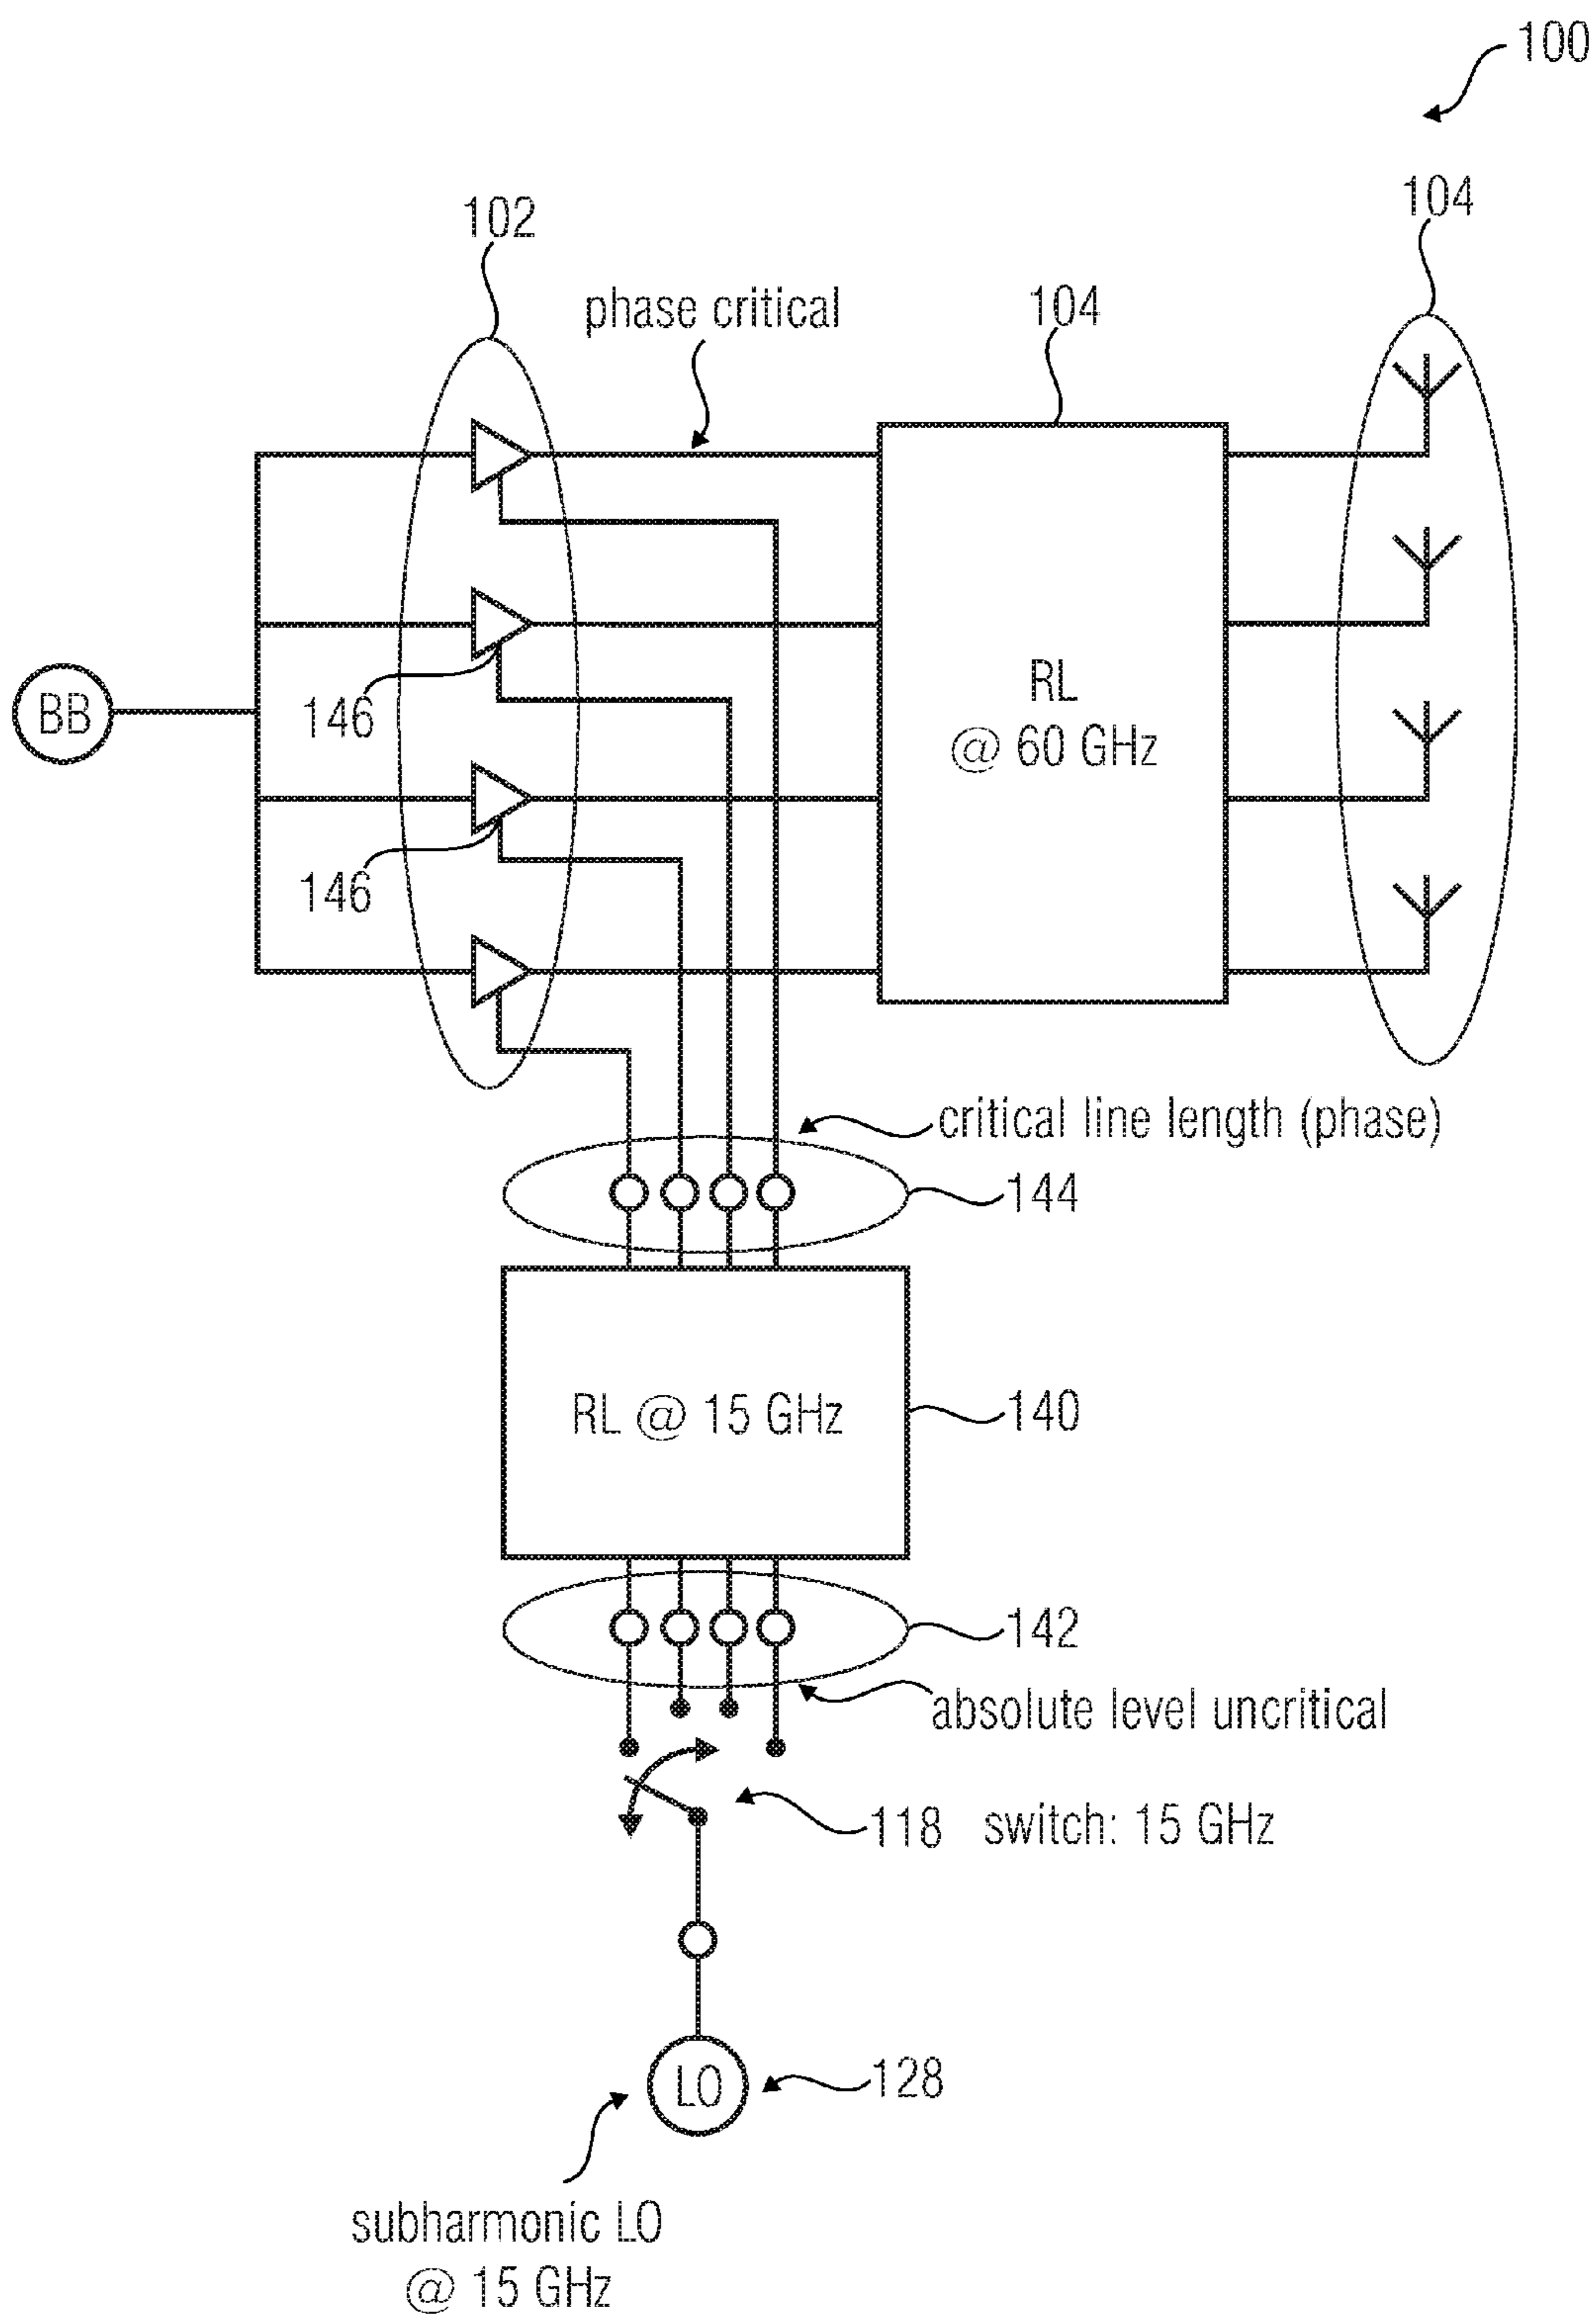 100
104
102
phase critical
104
BB
146
RL
@ 60 GHz
146
critical line length (phase)
144
RL @ 15 GHz
140
142
absolute level uncritical
118 switch: 15 GHz
LO
128
subharmonic LO
@ 15 GHz